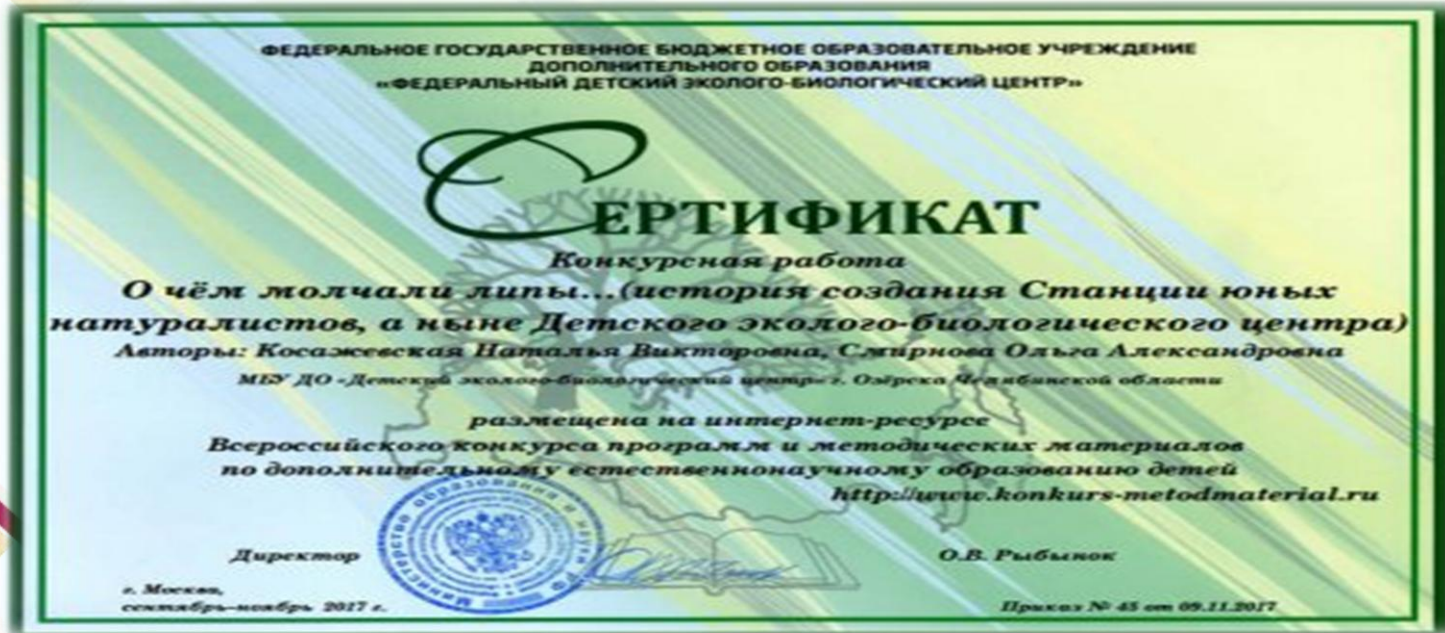 ФЕДЕРАЛЬНОЕ ГОСУДАРСТВЕННОЕ БЮДЖЕТНОЕ ОБРАЗОВАТЕЛЬНОЕ УЧРЕЖДЕНИЕ
ДОПОЛНИТЕЛЬНОГО ОБРАЗОВАНИЯ
«ФЕДЕРАЛЬНЫЙ ДЕТСКИЙ ЭКОЛОГО-БИОЛОГИЧЕСКИЙ ЦЕНТР»
СЕРТИФИКАТ
Конкурсная работа
О чём молчали липы...(история создания Станции юных
натуралистов, а ныне Детского эколого-биологического центра)
Авторы: Косажевская Наталья Викторовна, Смирнова Ольга Александровна
МБУ ДО «Детский эколого-биологический центр» г. Озёрска Челябинской области
размещена на интернет-ресурсе
Всероссийского конкурса программ и методических материалов
по дополнительному естественнонаучному образованию детей
http://www.konkurs-metodmaterial.ru
Министерство образования и науки РФ
Директор
О.В. Рыбынок
г. Москва,
сентябрь-ноябрь 2017 г.
Приказ № 45 от 09.11.2017